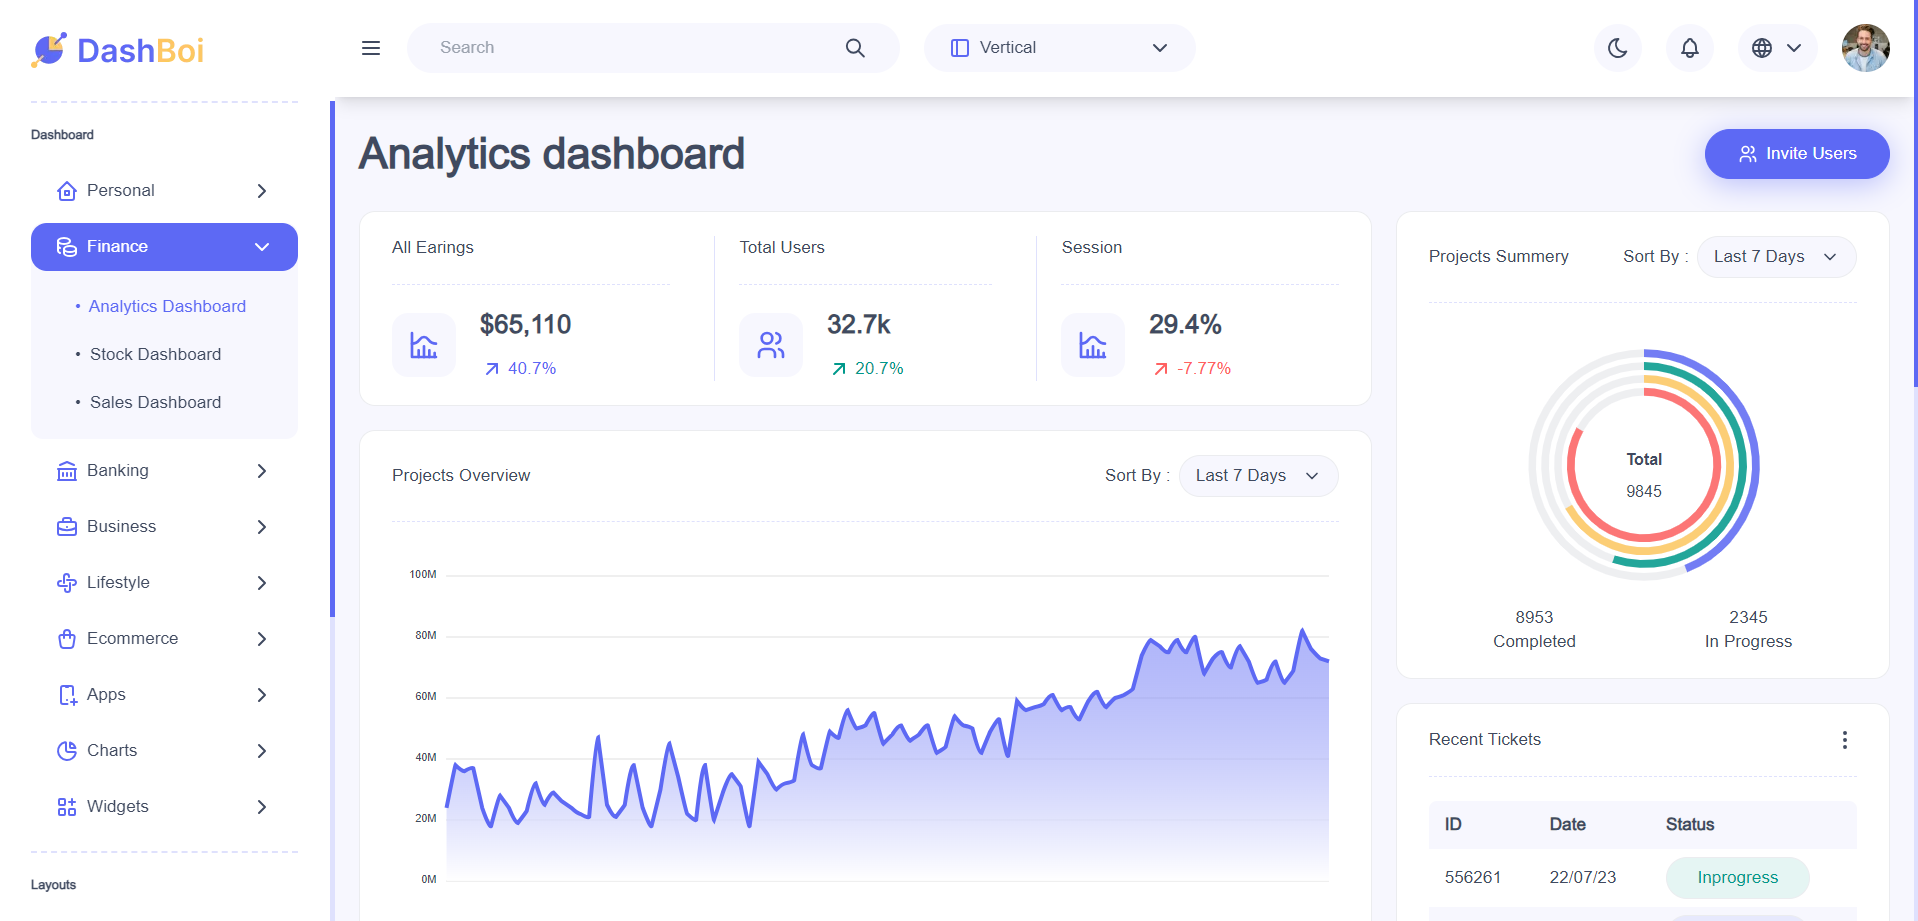 DashBoi
Search
Vertical
Dashboard
Personal
Finance
• Analytics Dashboard
• Stock Dashboard
• Sales Dashboard
Banking
Business
Lifestyle
Ecommerce
Apps
Charts
Widgets
Layouts
Analytics dashboard
Invite Users
All Earings
$65,110
40.7%
Total Users
32.7k
20.7%
Session
29.4%
-7.77%
Projects Overview
Sort By :
Last 7 Days
100M
80M
60M
40M
20M
0M
Projects Summery
Sort By :
Last 7 Days
Total
9845
8953
Completed
2345
In Progress
Recent Tickets
ID Date Status
556261 22/07/23 Inprogress